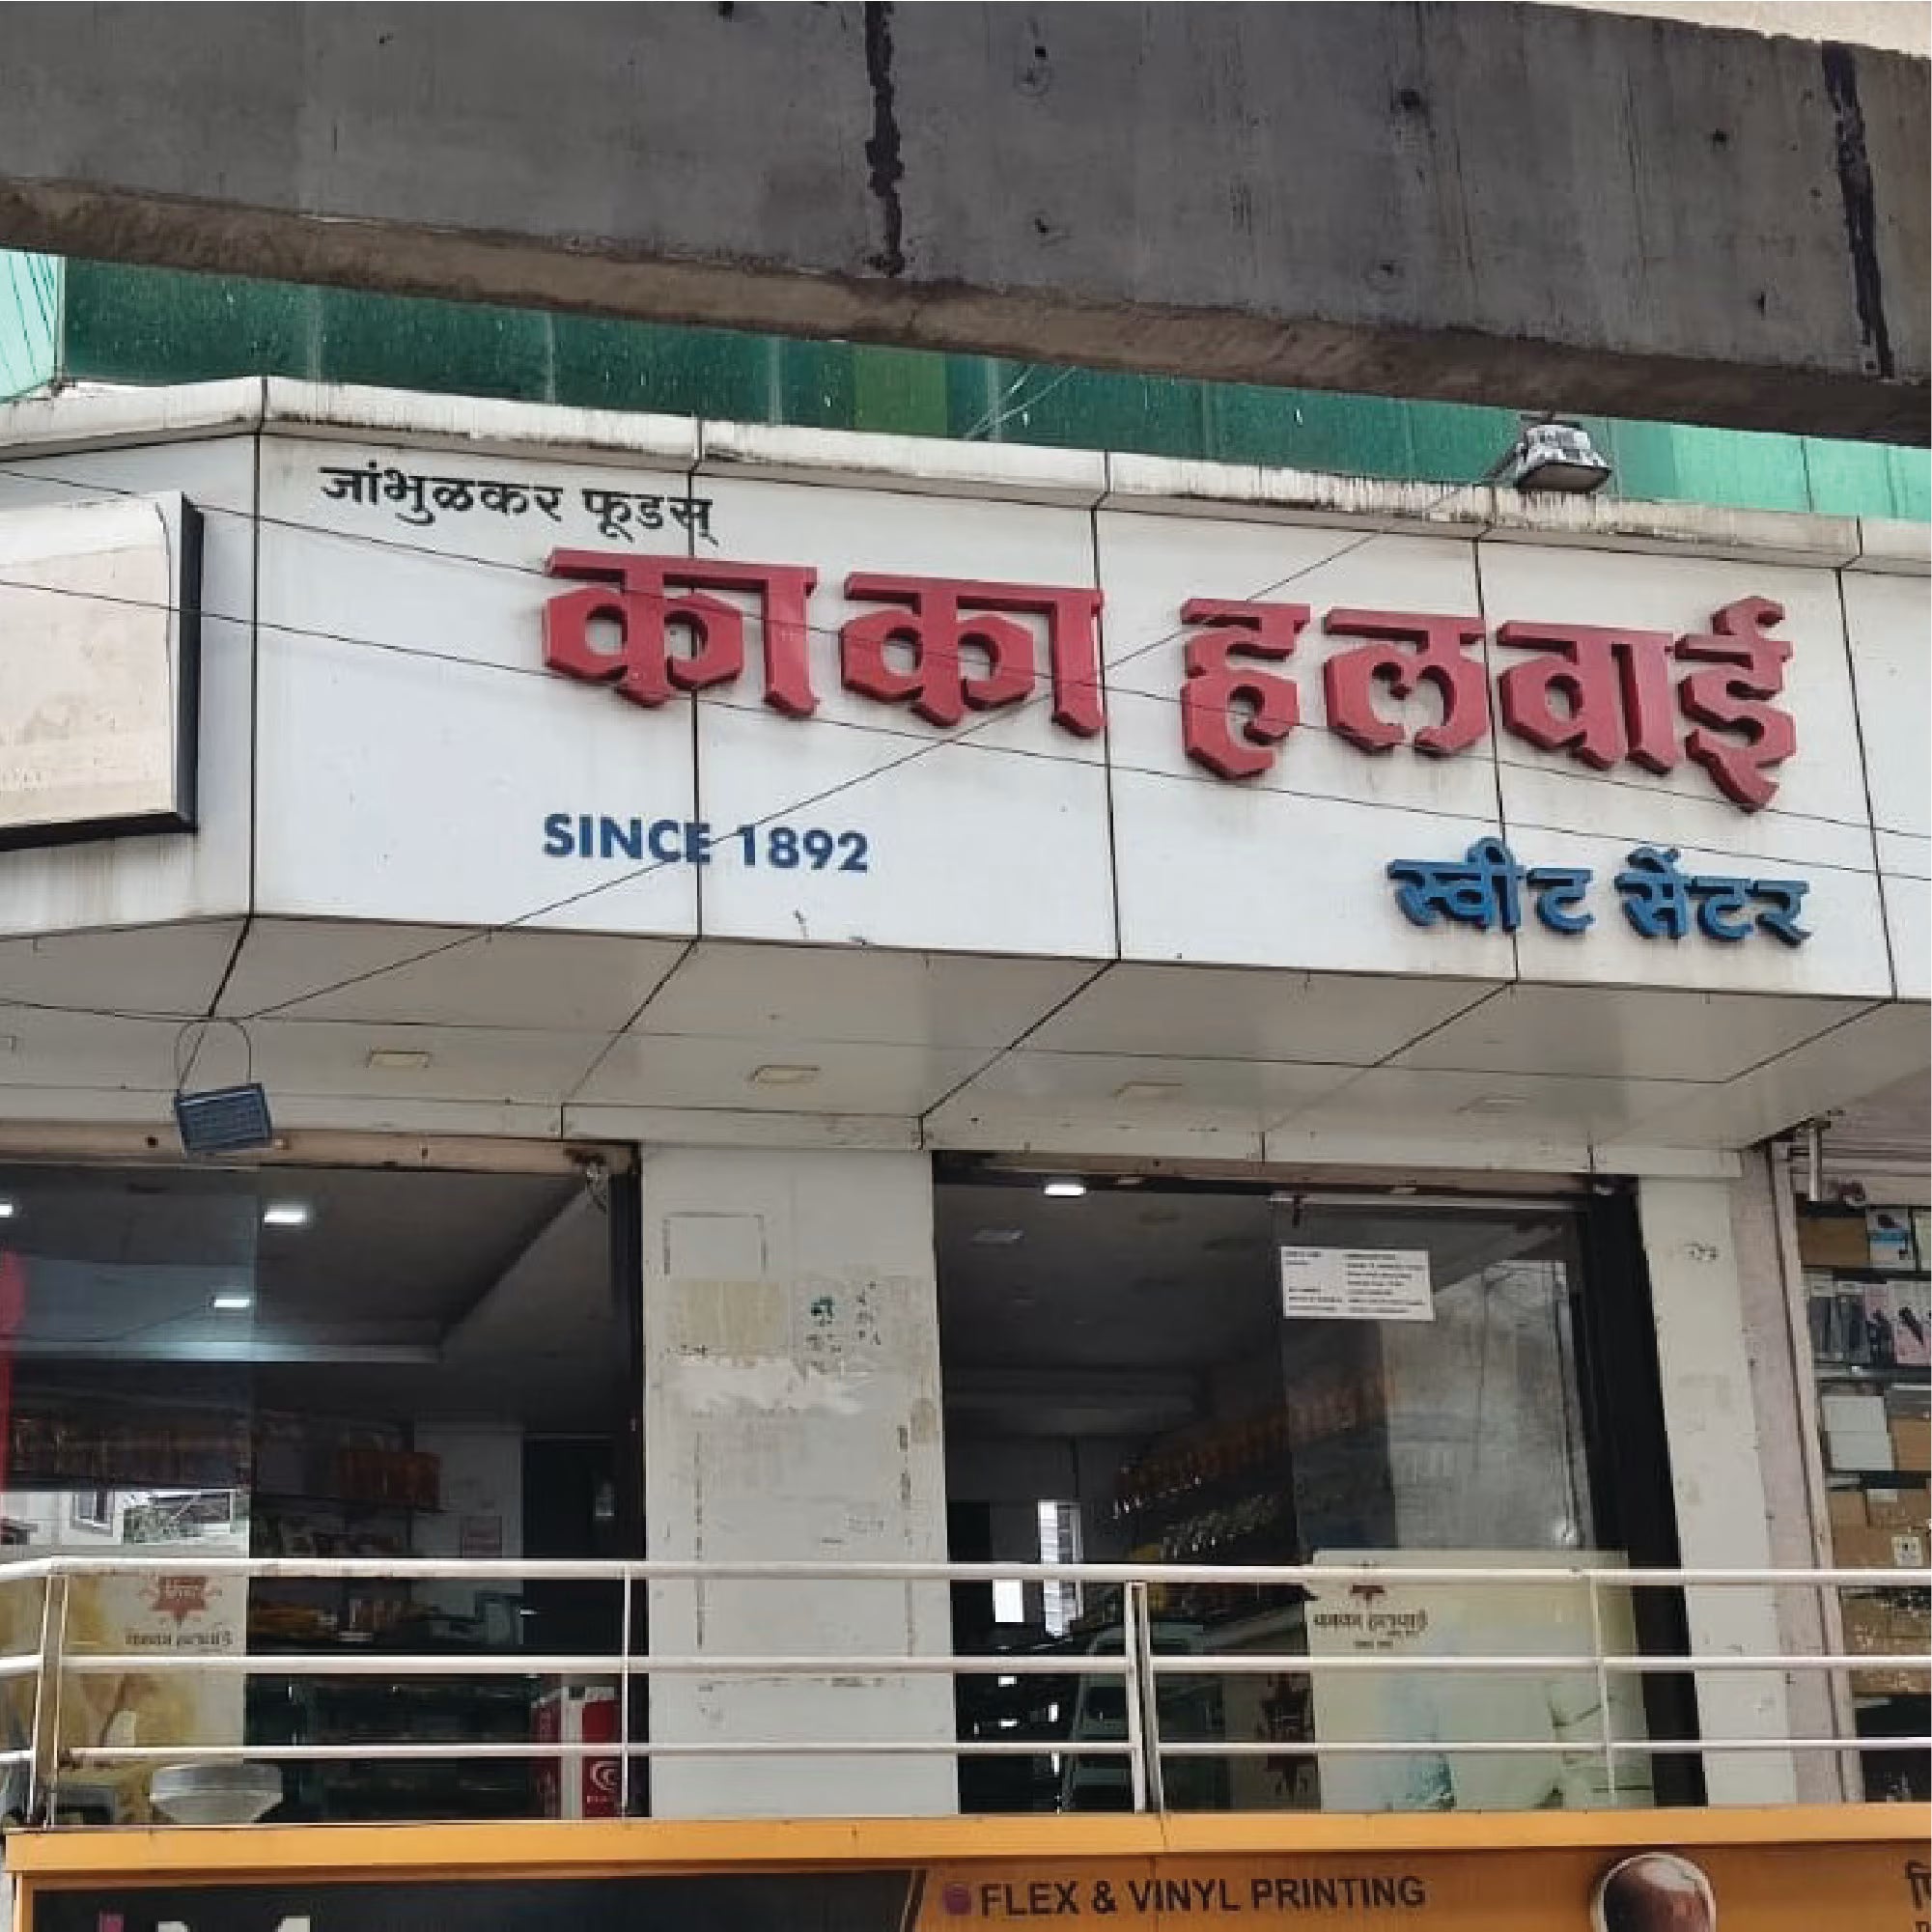 जांभुळकर फूडस्
काका हलवाई
SINCE 1892
स्वीट सेंटर
FLEX & VINYL PRINTING